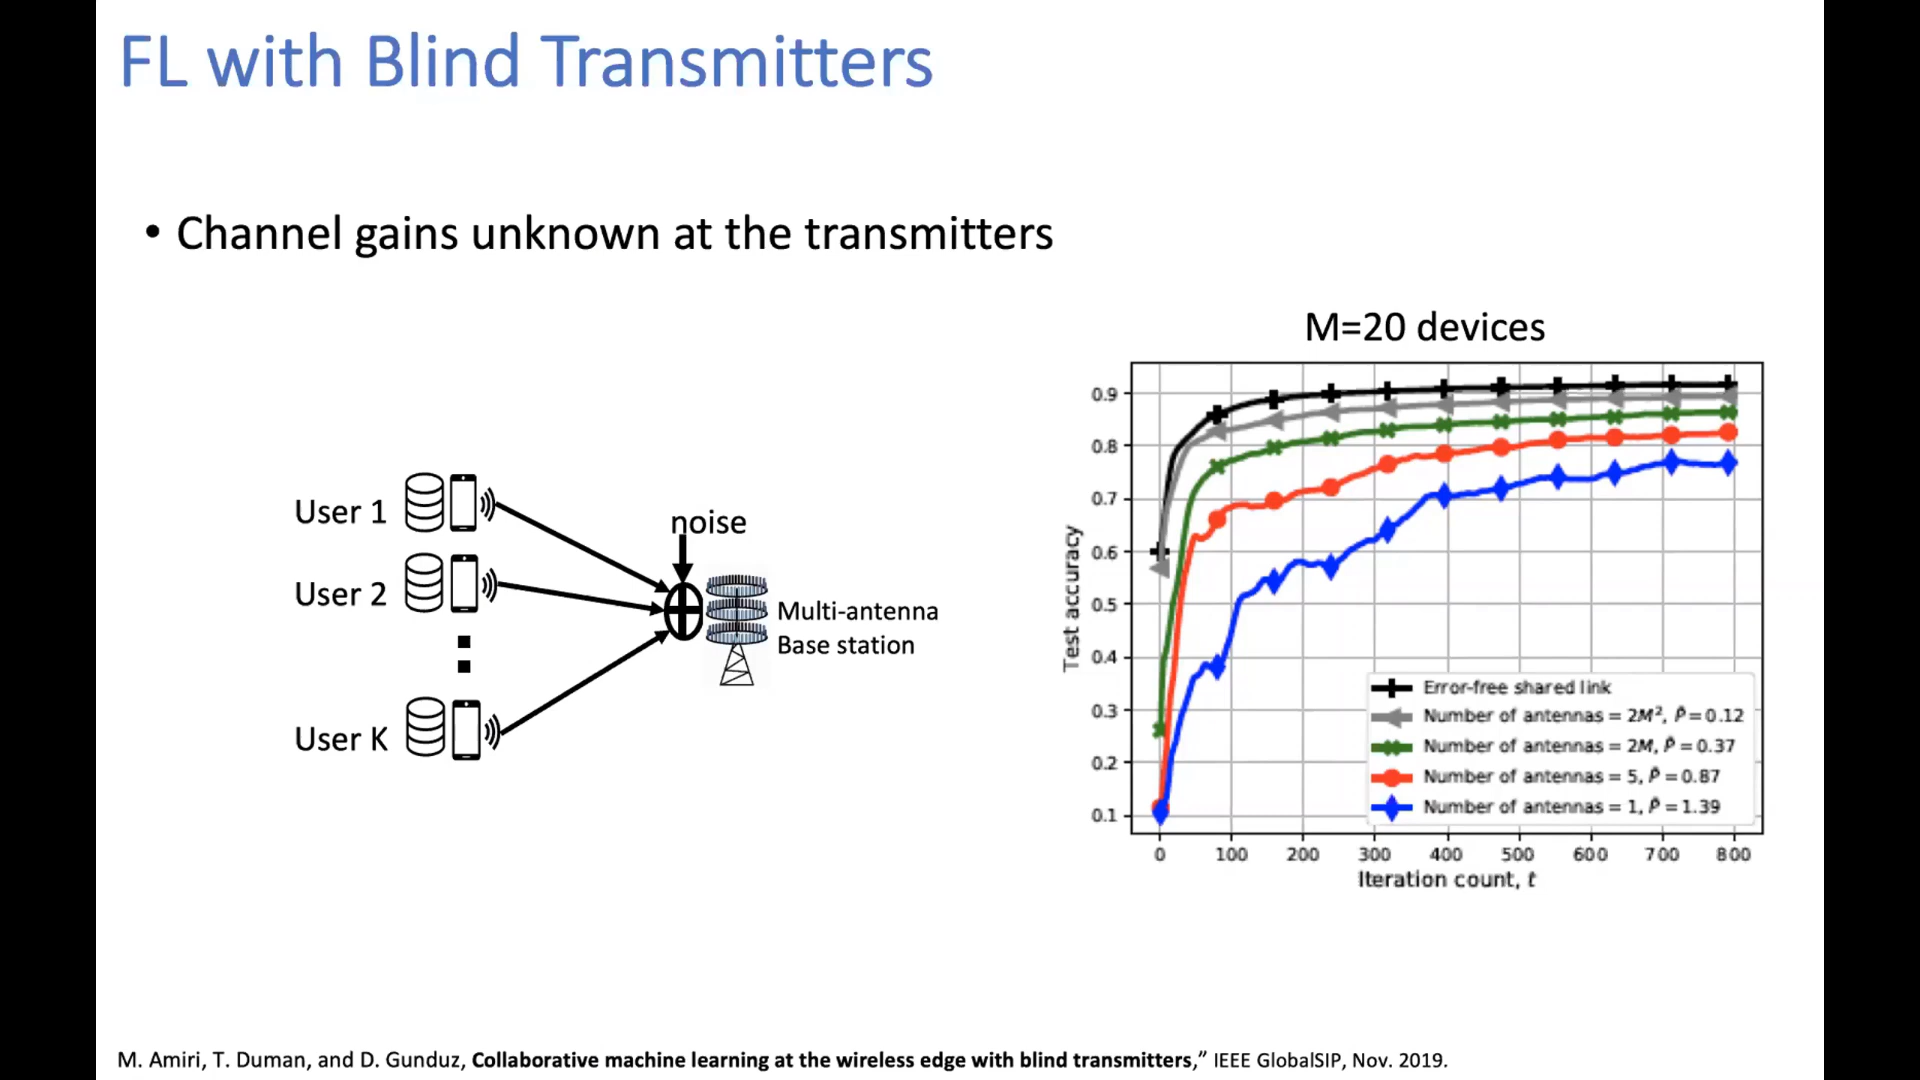 FL with Blind Transmitters
• Channel gains unknown at the transmitters
User 1
User 2
User K
noise
Multi-antenna
Base station
M=20 devices
Test accuracy
0.9
0.8
0.7
0.6
0.5
0.4
0.3
0.2
0.1
Error-free shared link
Number of antennas = 2M², P̄ = 0.12
Number of antennas = 2M, P̄ = 0.37
Number of antennas = 5, P̄ = 0.87
Number of antennas = 1, P̄ = 1.39
0 100 200 300 400 500 600 700 800
Iteration count, t
M. Amiri, T. Duman, and D. Gunduz, Collaborative machine learning at the wireless edge with blind transmitters,” IEEE GlobalSIP, Nov. 2019.